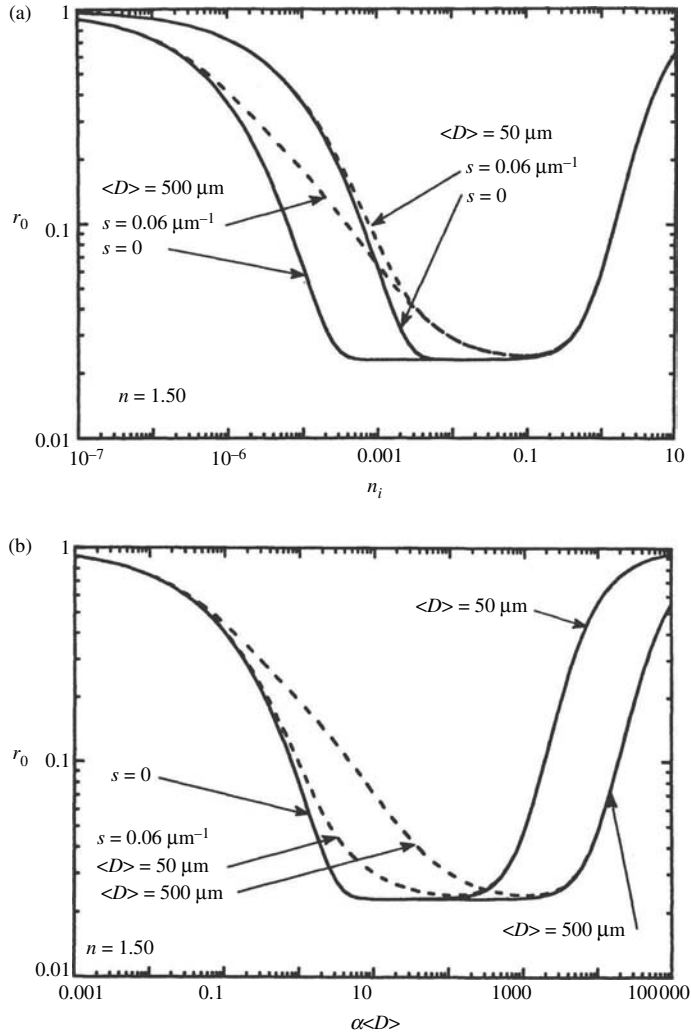 (a)
1
<D> = 50 µm
s = 0.06 µm⁻¹
s = 0
<D> = 500 µm
s = 0.06 µm⁻¹
s = 0
r₀ 0.1
n = 1.50
0.01
10⁻⁷ 10⁻⁶ 0.001 0.1 10
nᵢ
(b)
1
<D> = 50 µm
r₀ 0.1
s = 0
s = 0.06 µm⁻¹
<D> = 50 µm
<D> = 500 µm
<D> = 500 µm
n = 1.50
0.01
0.001 0.1 10 1000 100000
α<D>